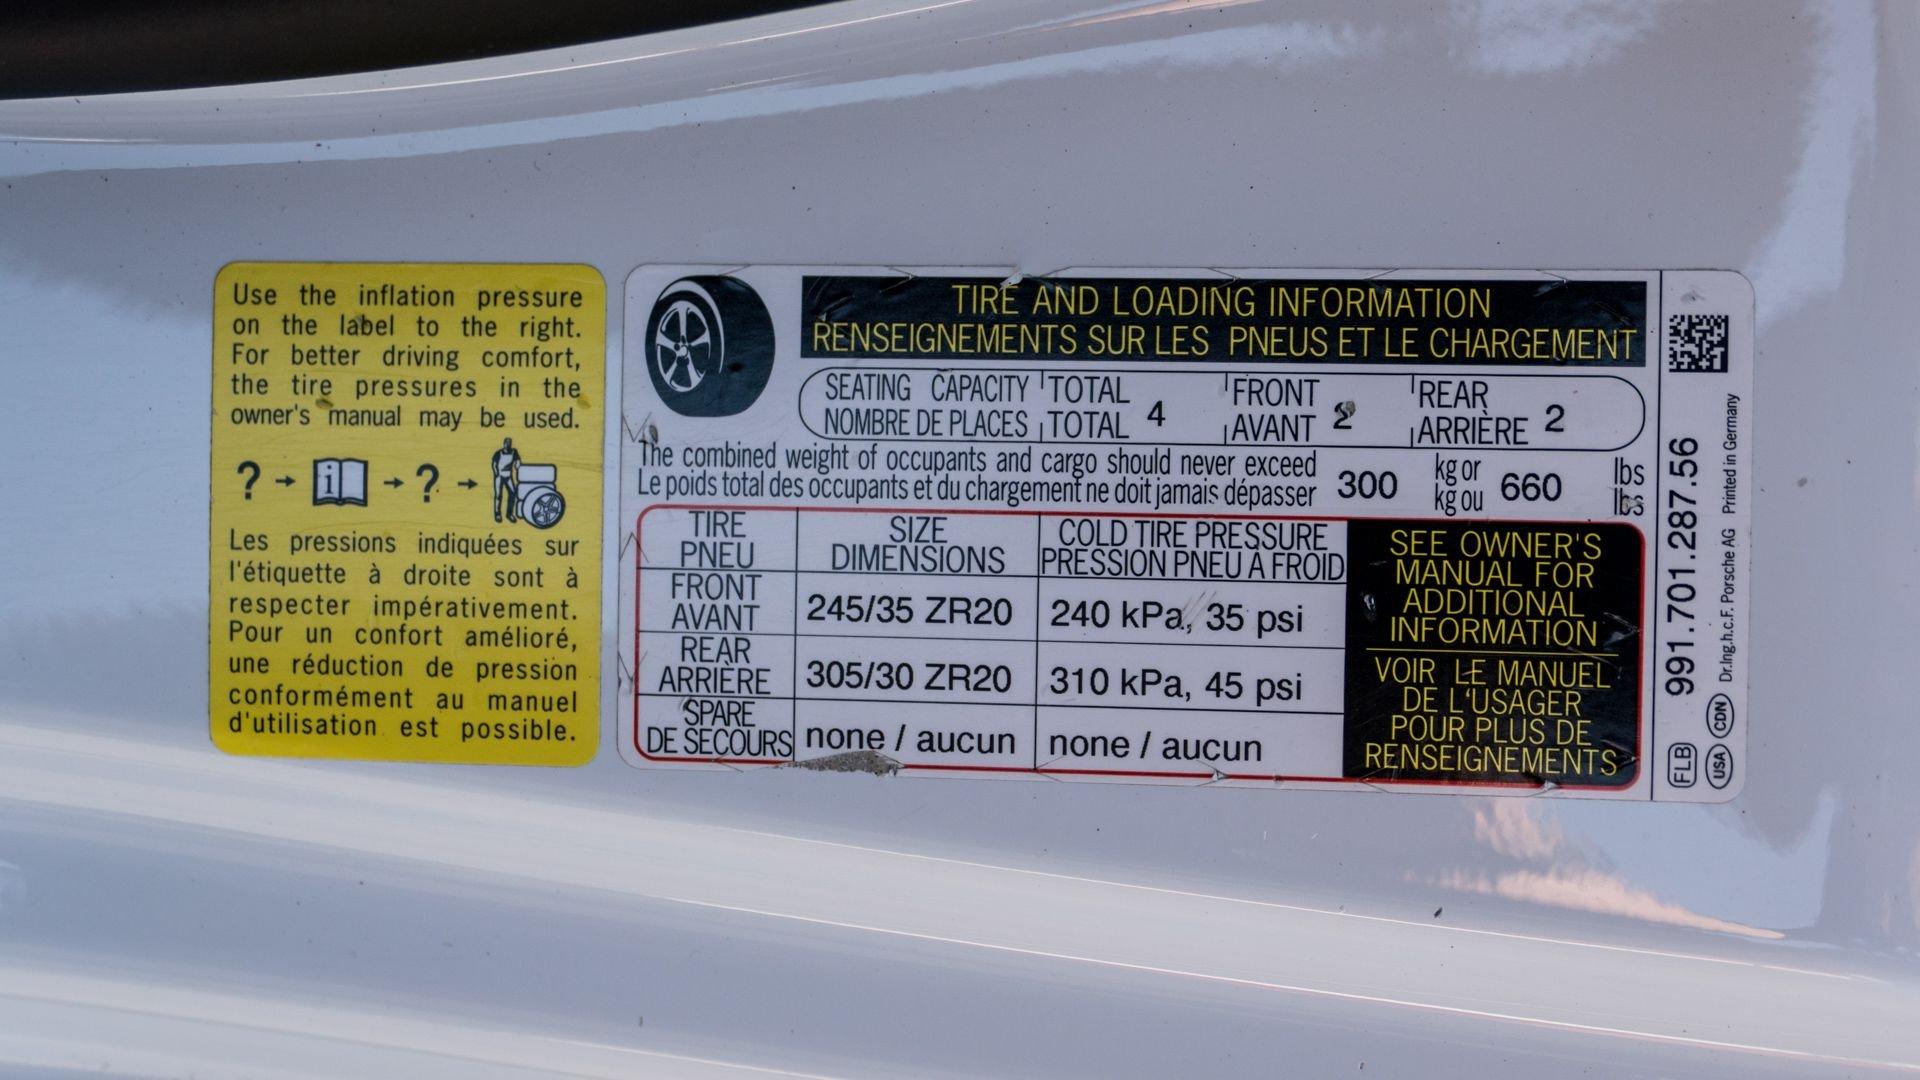 Use the inflation pressure
on the label to the right.
For better driving comfort,
the tire pressures in the
owner's manual may be used.
? → i → ? →
Les pressions indiquées sur
l'étiquette à droite sont à
respecter impérativement.
Pour un confort amélioré,
une réduction de pression
conformément au manuel
d'utilisation est possible.
TIRE AND LOADING INFORMATION
RENSEIGNEMENTS SUR LES PNEUS ET LE CHARGEMENT
SEATING CAPACITY
NOMBRE DE PLACES
TOTAL
TOTAL 4
FRONT
AVANT 2
REAR
ARRIÈRE 2
The combined weight of occupants and cargo should never exceed
Le poids total des occupants et du chargement ne doit jamais dépasser
300
kg or
kg ou
660
lbs
lbs
TIRE
PNEU
SIZE
DIMENSIONS
COLD TIRE PRESSURE
PRESSION PNEU À FROID
FRONT
AVANT
245/35 ZR20
240 kPa, 35 psi
REAR
ARRIÈRE
305/30 ZR20
310 kPa, 45 psi
SPARE
DE SECOURS
none / aucun
none / aucun
SEE OWNER'S
MANUAL FOR
ADDITIONAL
INFORMATION
VOIR LE MANUEL
DE L'USAGER
POUR PLUS DE
RENSEIGNEMENTS
991.701.287.56
Dr.Ing.h.c.F. Porsche AG Printed in Germany
FLB
USA
CDN